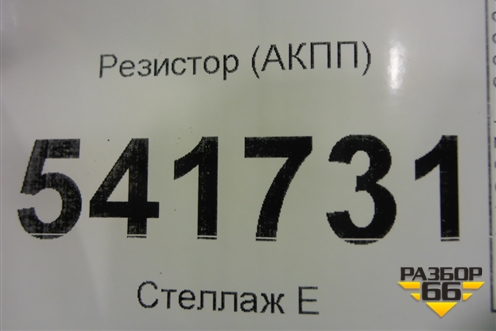 Резистор (АКПП)
541731
Стеллаж Е
РАЗБОР
66